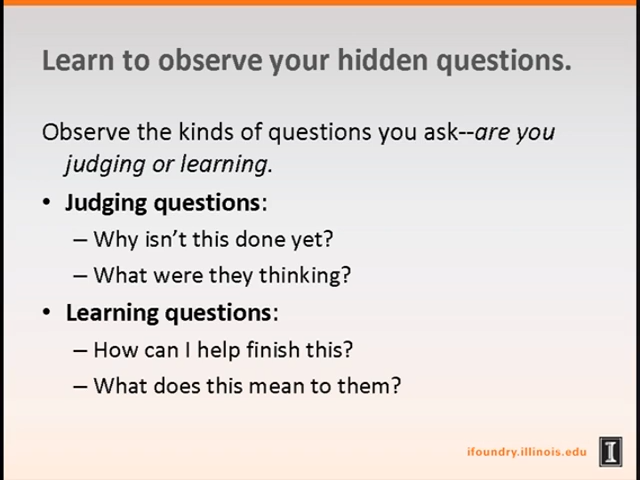 Learn to observe your hidden questions.
Observe the kinds of questions you ask--are you
judging or learning.
• Judging questions:
– Why isn't this done yet?
– What were they thinking?
• Learning questions:
– How can I help finish this?
– What does this mean to them?
ifoundry.illinois.edu I